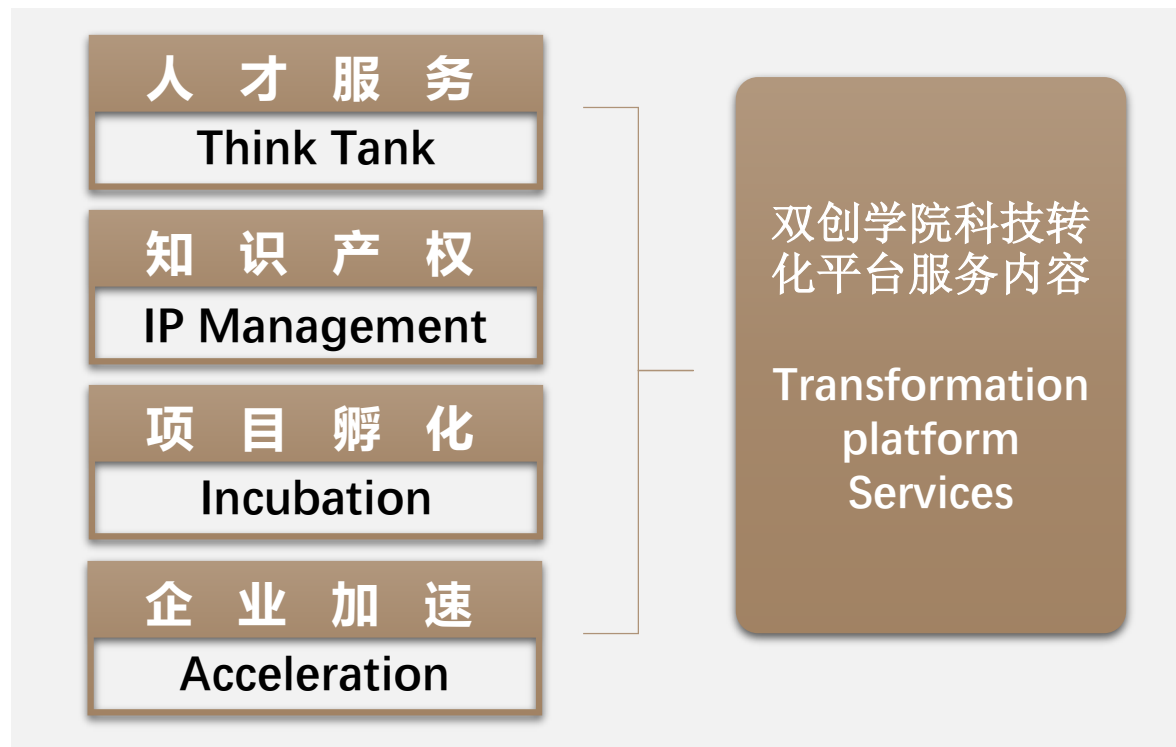 人才服务
Think Tank
知识产权
IP Management
项目孵化
Incubation
企业加速
Acceleration
双创学院科技转
化平台服务内容
Transformation
platform
Services